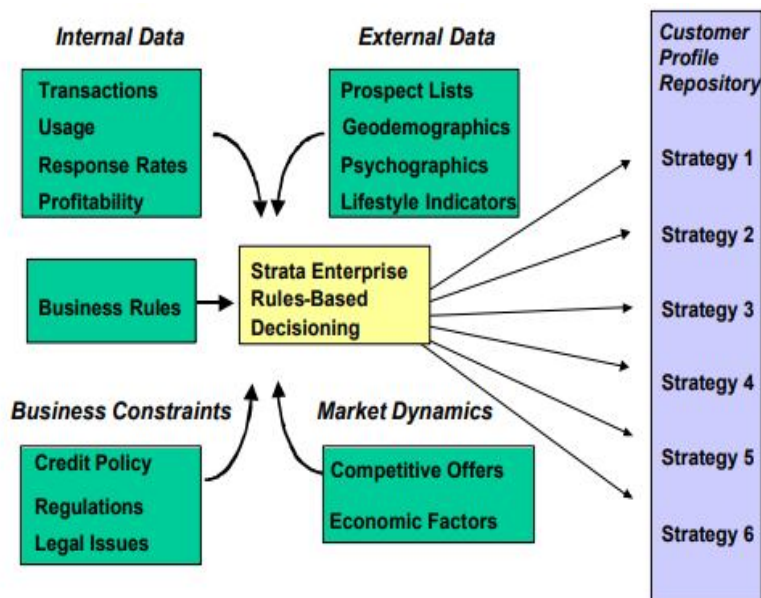 Internal Data
Transactions
Usage
Response Rates
Profitability
External Data
Prospect Lists
Geodemographics
Psychographics
Lifestyle Indicators
Business Rules
Strata Enterprise
Rules-Based
Decisioning
Business Constraints
Credit Policy
Regulations
Legal Issues
Market Dynamics
Competitive Offers
Economic Factors
Customer
Profile
Repository
Strategy 1
Strategy 2
Strategy 3
Strategy 4
Strategy 5
Strategy 6